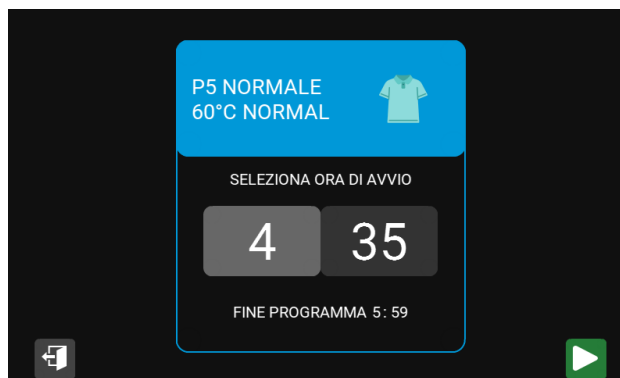 P5 NORMALE
60°C NORMAL
SELEZIONA ORA DI AVVIO
4 35
FINE PROGRAMMA 5:59